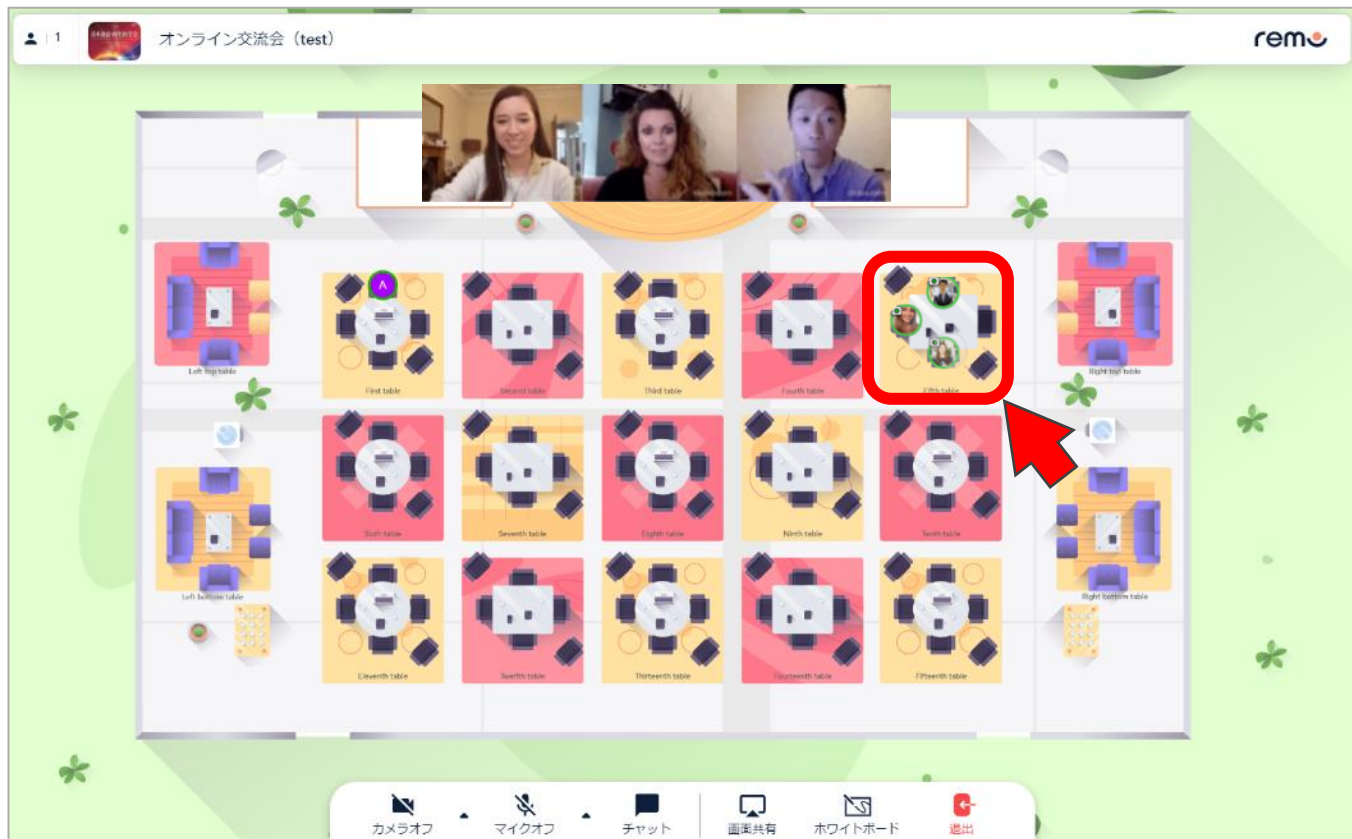 1
オンライン交流会（test）
remo
Left top table
First table
Second table
Third table
Fourth table
Fifth table
Right top table
Sixth table
Seventh table
Eighth table
Ninth table
Tenth table
Left bottom table
Right bottom table
Eleventh table
Twelfth table
Thirteenth table
Fourteenth table
Fifteenth table
カメラオフ
マイクオフ
チャット
画面共有
ホワイトボード
退出